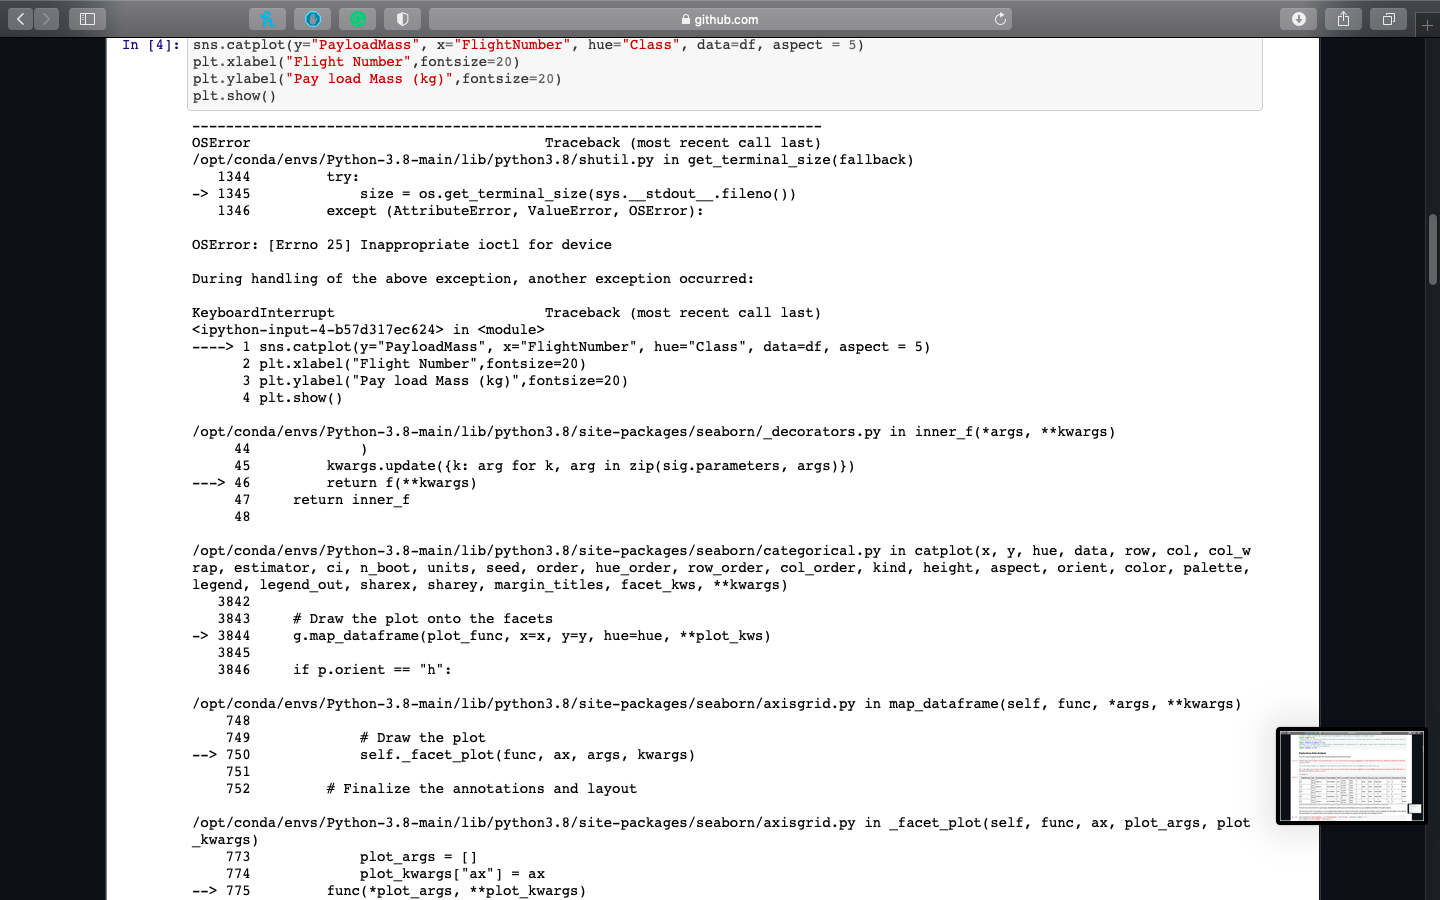 github.com
In [4]: sns.catplot(y="PayloadMass", x="FlightNumber", hue="Class", data=df, aspect = 5)
plt.xlabel("Flight Number",fontsize=20)
plt.ylabel("Pay load Mass (kg)",fontsize=20)
plt.show()
---------------------------------------------------------------------------
OSError                                   Traceback (most recent call last)
/opt/conda/envs/Python-3.8-main/lib/python3.8/shutil.py in get_terminal_size(fallback)
   1344         try:
-> 1345             size = os.get_terminal_size(sys.__stdout__.fileno())
   1346         except (AttributeError, ValueError, OSError):
OSError: [Errno 25] Inappropriate ioctl for device
During handling of the above exception, another exception occurred:
KeyboardInterrupt                         Traceback (most recent call last)
<ipython-input-4-b57d317ec624> in <module>
----> 1 sns.catplot(y="PayloadMass", x="FlightNumber", hue="Class", data=df, aspect = 5)
      2 plt.xlabel("Flight Number",fontsize=20)
      3 plt.ylabel("Pay load Mass (kg)",fontsize=20)
      4 plt.show()
/opt/conda/envs/Python-3.8-main/lib/python3.8/site-packages/seaborn/_decorators.py in inner_f(*args, **kwargs)
     44             )
     45         kwargs.update({k: arg for k, arg in zip(sig.parameters, args)})
---> 46         return f(**kwargs)
     47     return inner_f
     48
/opt/conda/envs/Python-3.8-main/lib/python3.8/site-packages/seaborn/categorical.py in catplot(x, y, hue, data, row, col, col_w
rap, estimator, ci, n_boot, units, seed, order, hue_order, row_order, col_order, kind, height, aspect, orient, color, palette,
legend, legend_out, sharex, sharey, margin_titles, facet_kws, **kwargs)
   3842
   3843     # Draw the plot onto the facets
-> 3844     g.map_dataframe(plot_func, x=x, y=y, hue=hue, **plot_kws)
   3845
   3846     if p.orient == "h":
/opt/conda/envs/Python-3.8-main/lib/python3.8/site-packages/seaborn/axisgrid.py in map_dataframe(self, func, *args, **kwargs)
    748
    749             # Draw the plot
--> 750             self._facet_plot(func, ax, args, kwargs)
    751
    752         # Finalize the annotations and layout
/opt/conda/envs/Python-3.8-main/lib/python3.8/site-packages/seaborn/axisgrid.py in _facet_plot(self, func, ax, plot_args, plot
_kwargs)
    773             plot_args = []
    774             plot_kwargs["ax"] = ax
--> 775         func(*plot_args, **plot_kwargs)